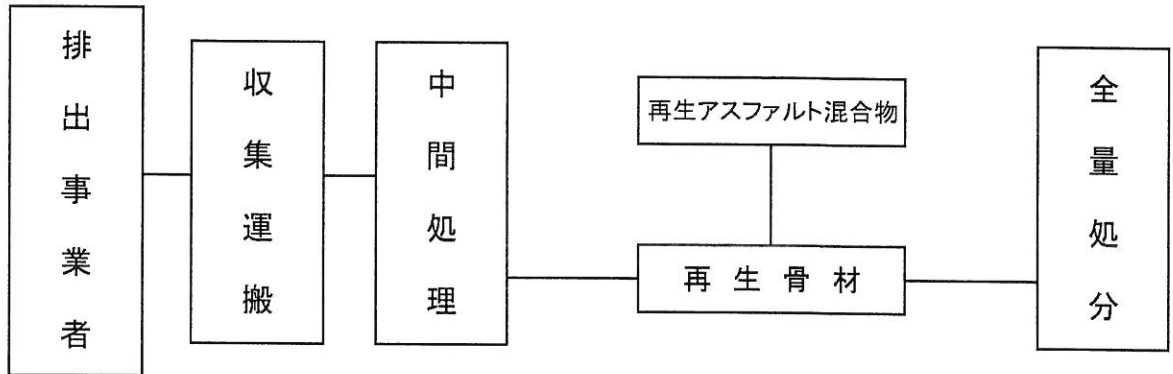 排出事業者
収集運搬
中間処理
再生アスファルト混合物
再生骨材
全量処分